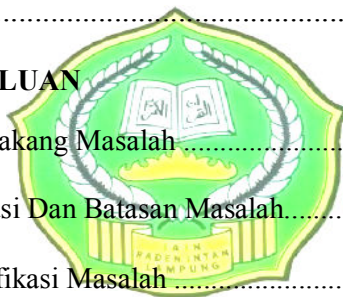 ..................................................
LUAN
akang Masalah ..............................
si Dan Batasan Masalah..........
IAIN
RADEN INTAN
LAMPUNG
fikasi Masalah ..............................